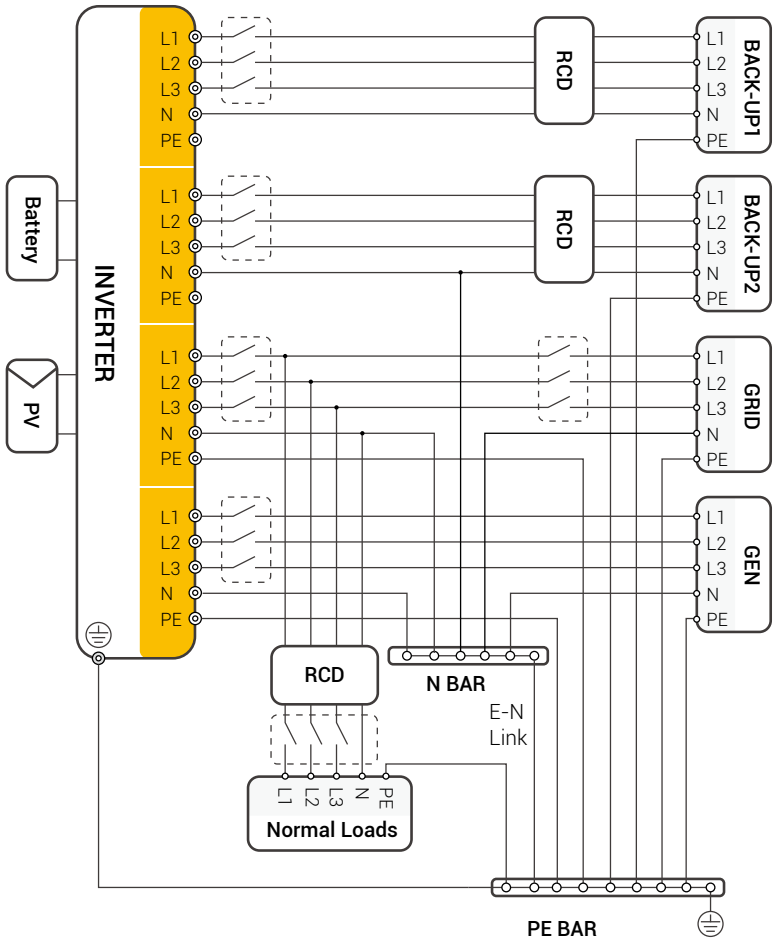 INVERTER
Battery
PV
L1
L2
L3
N
PE
L1
L2
L3
N
PE
L1
L2
L3
N
PE
L1
L2
L3
N
PE
RCD
RCD
L1
L2
L3
N
PE
BACK-UP1
L1
L2
L3
N
PE
BACK-UP2
L1
L2
L3
N
PE
GRID
L1
L2
L3
N
PE
GEN
RCD
N BAR
E-N
Link
L1
L2
L3
N
PE
Normal Loads
PE BAR